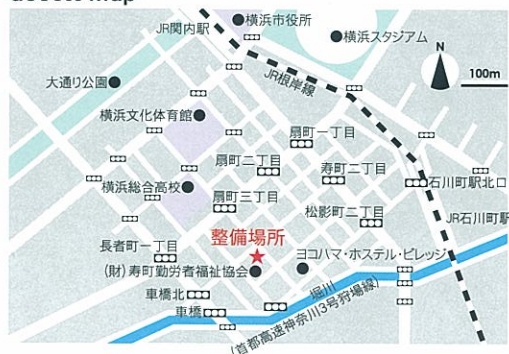 access map
JR関内駅
横浜市役所
横浜スタジアム
N
100m
JR根岸線
大通り公園
横浜文化体育館
扇町一丁目
扇町二丁目
寿町二丁目
石川町駅北口
横浜総合高校
扇町三丁目
松影町二丁目
JR石川町駅
整備場所
長者町一丁目
ヨコハマ・ホステル・ビレッジ
(財)寿町勤労者福祉協会
車橋北
堀川
車橋
(首都高速神奈川3号狩場線)